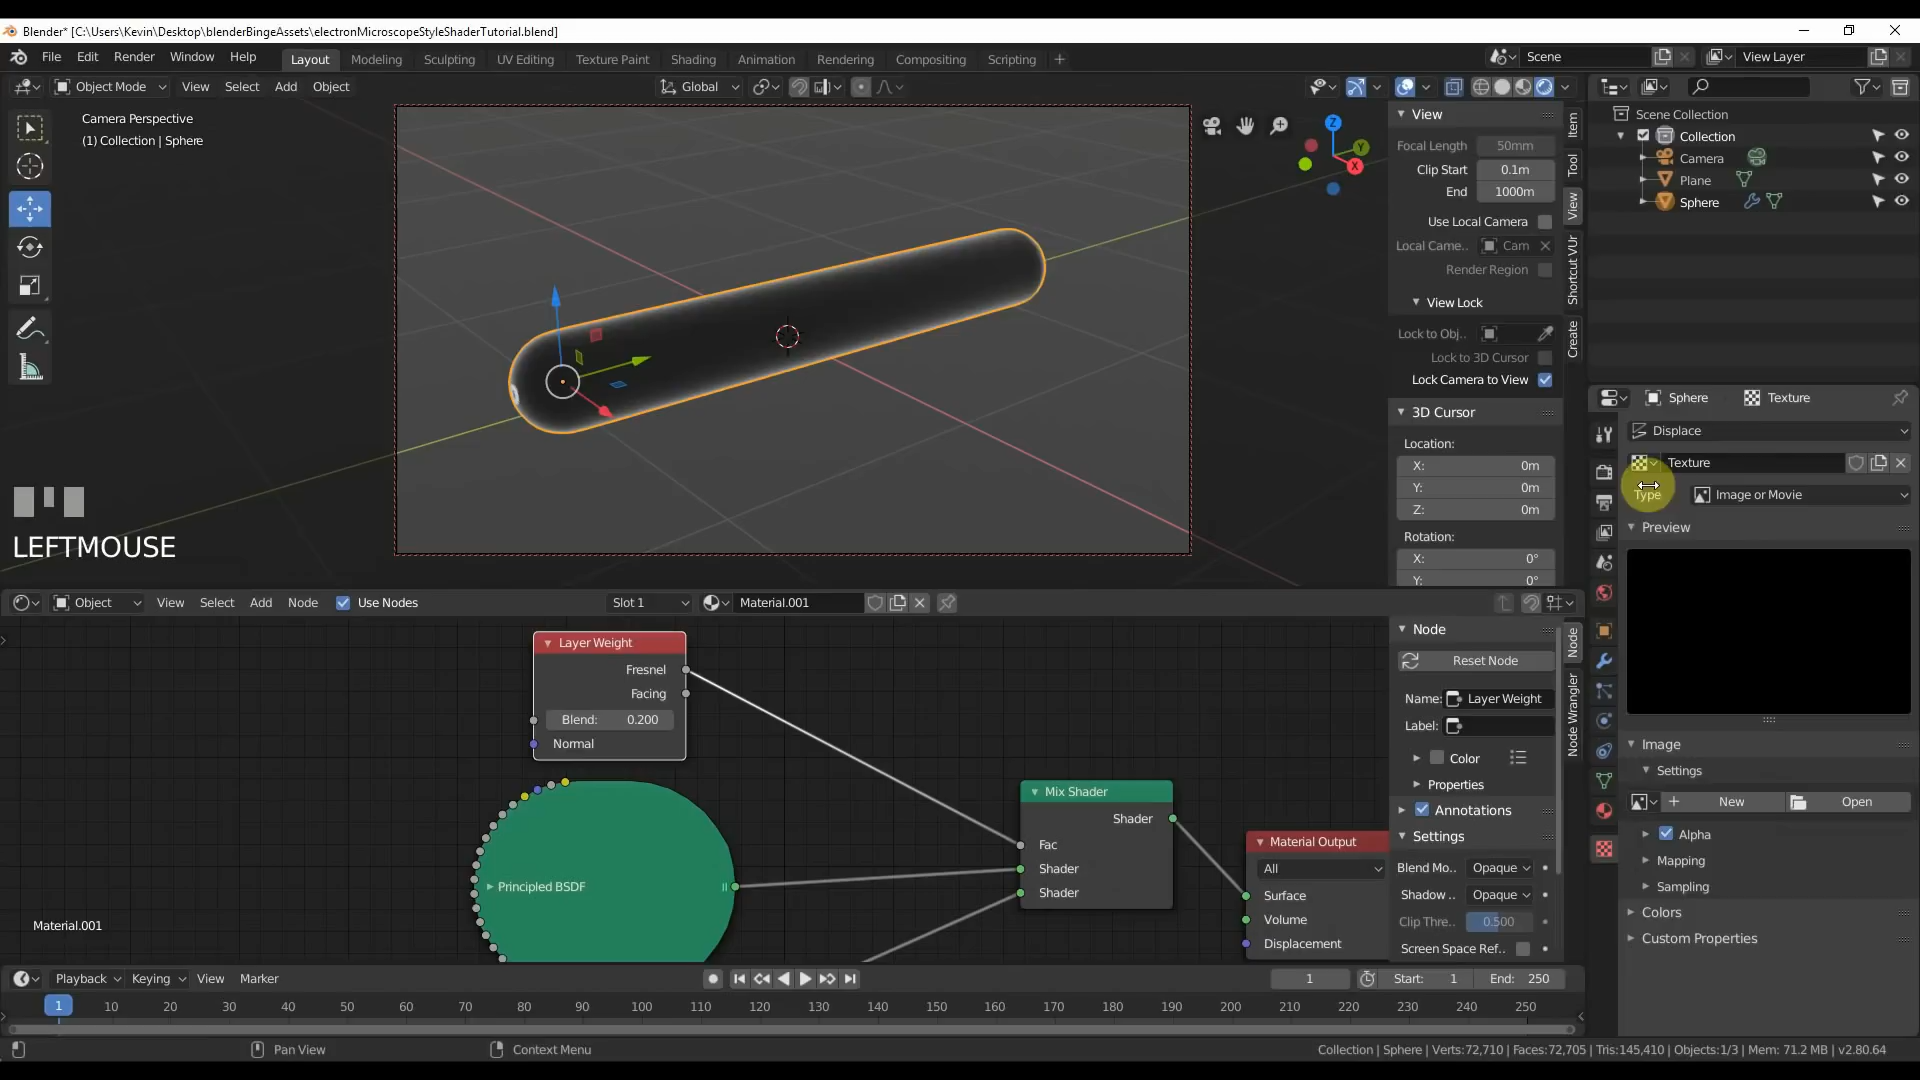 Blender* [C:\Users\Kevin\Desktop\blenderBingeAssets\electronMicroscopeStyleShaderTutorial.blend]
File Edit Render Window Help Layout Modeling Sculpting UV Editing Texture Paint Shading Animation Rendering Compositing Scripting + Scene View Layer
Object Mode View Select Add Object Global
Camera Perspective
(1) Collection | Sphere
Z
Y
X
View
Focal Length 50mm
Clip Start 0.1m
End 1000m
Use Local Camera
Local Came.. Cam
Render Region
View Lock
Lock to Obj..
Lock to 3D Cursor
Lock Camera to View
3D Cursor
Location:
X: 0m
Y: 0m
Z: 0m
Rotation:
X: 0°
Y: 0°
Item
Tool
View
Shortcut VUr
Create
Scene Collection
Collection
Camera
Plane
Sphere
Sphere Texture
Displace
Texture
Type Image or Movie
Preview
Image
Settings
New Open
Alpha
Mapping
Sampling
Colors
Custom Properties
LEFTMOUSE
Object View Select Add Node Use Nodes Slot 1 Material.001
Layer Weight
Fresnel
Facing
Blend: 0.200
Normal
Principled BSDF
Mix Shader
Shader
Fac
Shader
Shader
Material Output
All
Surface
Volume
Displacement
Material.001
Node
Reset Node
Name: Layer Weight
Label:
Color
Properties
Annotations
Settings
Blend Mo.. Opaque
Shadow .. Opaque
Clip Thre.. 0.500
Screen Space Ref..
Node
Node Wrangler
Playback Keying View Marker 1 Start: 1 End: 250
1 10 20 30 40 50 60 70 80 90 100 110 120 130 140 150 160 170 180 190 200 210 220 230 240 250
Pan View Context Menu Collection | Sphere | Verts:72,710 | Faces:72,705 | Tris:145,410 | Objects:1/3 | Mem: 71.2 MB | v2.80.64